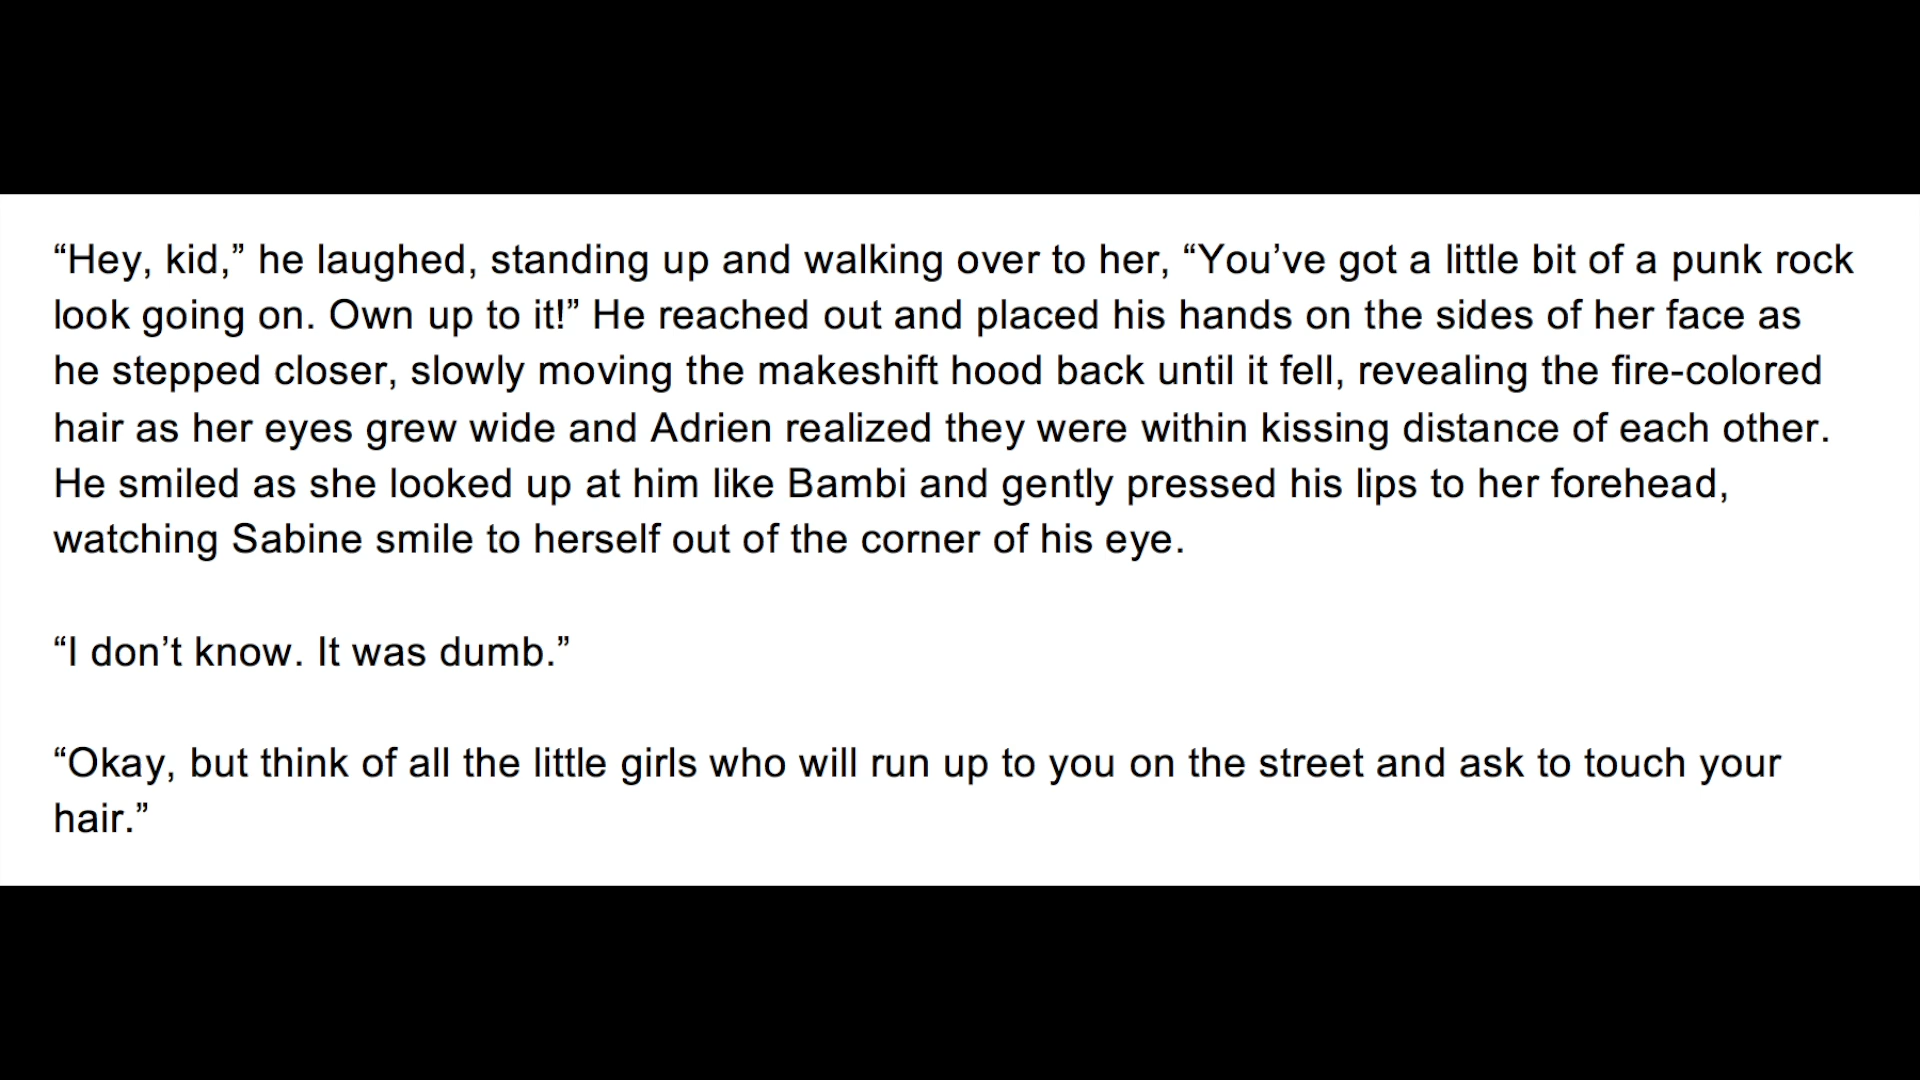 “Hey, kid,” he laughed, standing up and walking over to her, “You’ve got a little bit of a punk rock
look going on. Own up to it!” He reached out and placed his hands on the sides of her face as
he stepped closer, slowly moving the makeshift hood back until it fell, revealing the fire-colored
hair as her eyes grew wide and Adrien realized they were within kissing distance of each other.
He smiled as she looked up at him like Bambi and gently pressed his lips to her forehead,
watching Sabine smile to herself out of the corner of his eye.
“I don’t know. It was dumb.”
“Okay, but think of all the little girls who will run up to you on the street and ask to touch your
hair.”